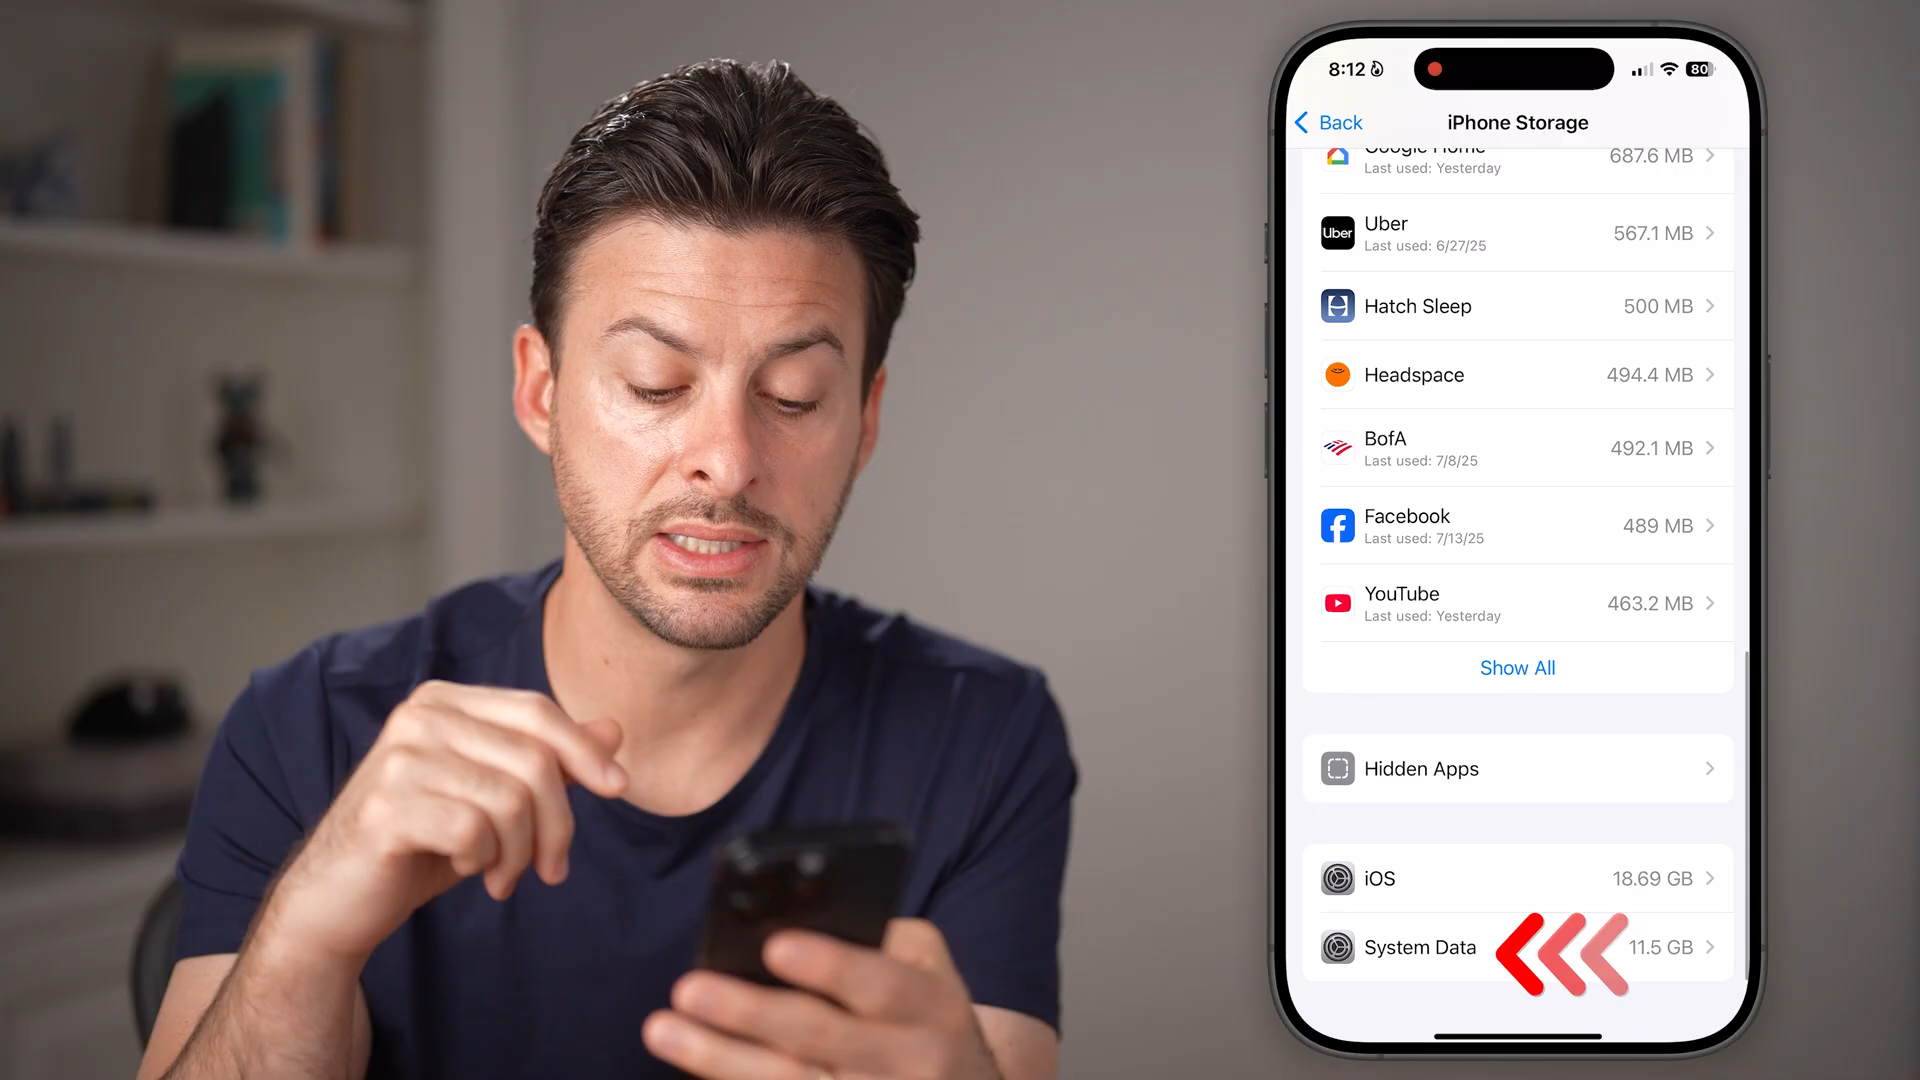 8:12
80
Back
iPhone Storage
Google Home
687.6 MB
Last used: Yesterday
Uber
Uber
567.1 MB
Last used: 6/27/25
Hatch Sleep
500 MB
Headspace
494.4 MB
BofA
492.1 MB
Last used: 7/8/25
Facebook
489 MB
Last used: 7/13/25
YouTube
463.2 MB
Last used: Yesterday
Show All
Hidden Apps
iOS
18.69 GB
System Data
11.5 GB